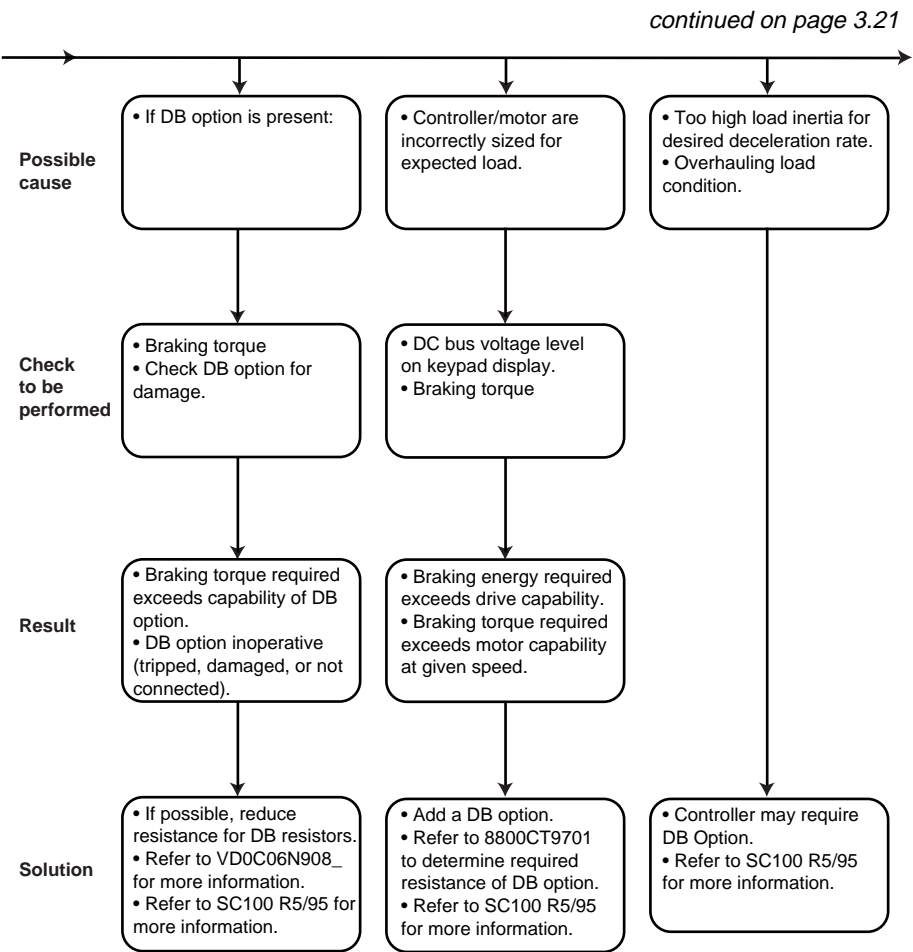 continued on page 3.21
Possible
cause
• If DB option is present:
• Controller/motor are
incorrectly sized for
expected load.
• Too high load inertia for
desired deceleration rate.
• Overhauling load
condition.
Check
to be
performed
• Braking torque
• Check DB option for
damage.
• DC bus voltage level
on keypad display.
• Braking torque
Result
• Braking torque required
exceeds capability of DB
option.
• DB option inoperative
(tripped, damaged, or not
connected).
• Braking energy required
exceeds drive capability.
• Braking torque required
exceeds motor capability
at given speed.
Solution
• If possible, reduce
resistance for DB resistors.
• Refer to VD0C06N908_
for more information.
• Refer to SC100 R5/95 for
more information.
• Add a DB option.
• Refer to 8800CT9701
to determine required
resistance of DB option.
• Refer to SC100 R5/95
for more information.
• Controller may require
DB Option.
• Refer to SC100 R5/95
for more information.